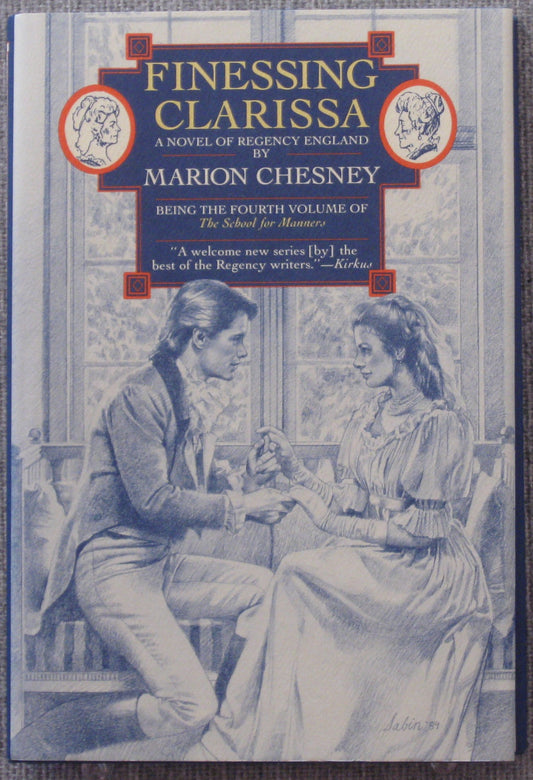 FINESSING
CLARISSA
A NOVEL OF REGENCY ENGLAND
BY
MARION CHESNEY
BEING THE FOURTH VOLUME OF
The School for Manners
"A welcome new series [by] the
best of the Regency writers."—Kirkus
Sabin '89